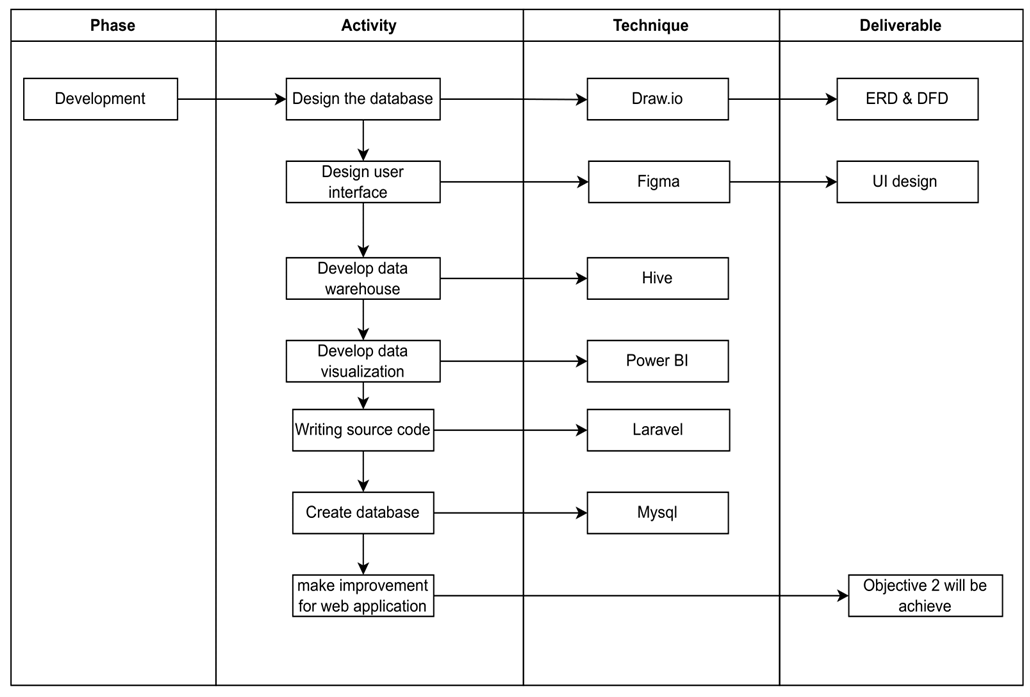 Phase
Activity
Technique
Deliverable
Development
Design the database
Draw.io
ERD & DFD
Design user
interface
Figma
UI design
Develop data
warehouse
Hive
Develop data
visualization
Power BI
Writing source code
Laravel
Create database
Mysql
make improvement
for web application
Objective 2 will be
achieve